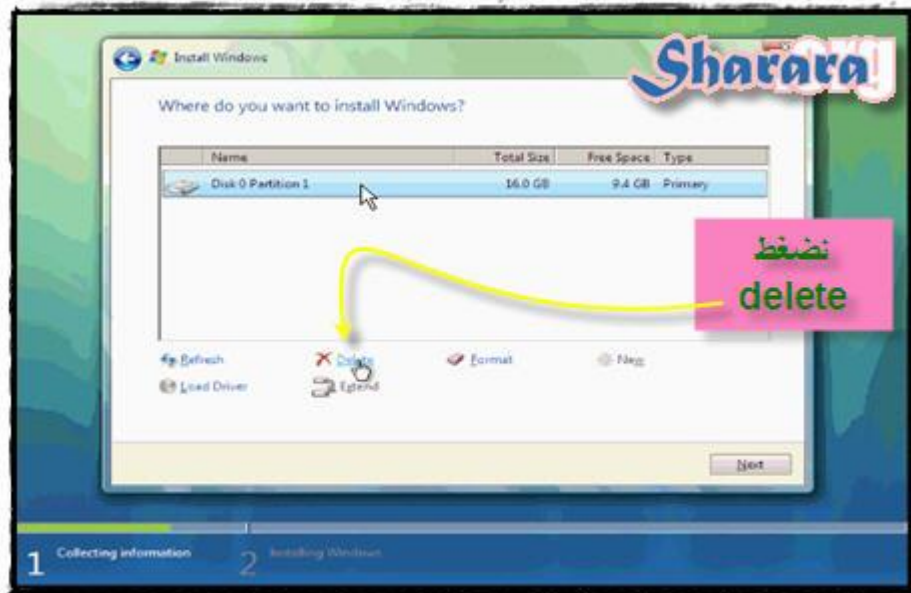 Install Windows
Sharara
org
Where do you want to install Windows?
Name Total Size Free Space Type
Disk 0 Partition 1 16.0 GB 9.4 GB Primary
نضغط
delete
Refresh Delete Format New
Load Driver Extend
Next
1 Collecting information 2 Installing Windows